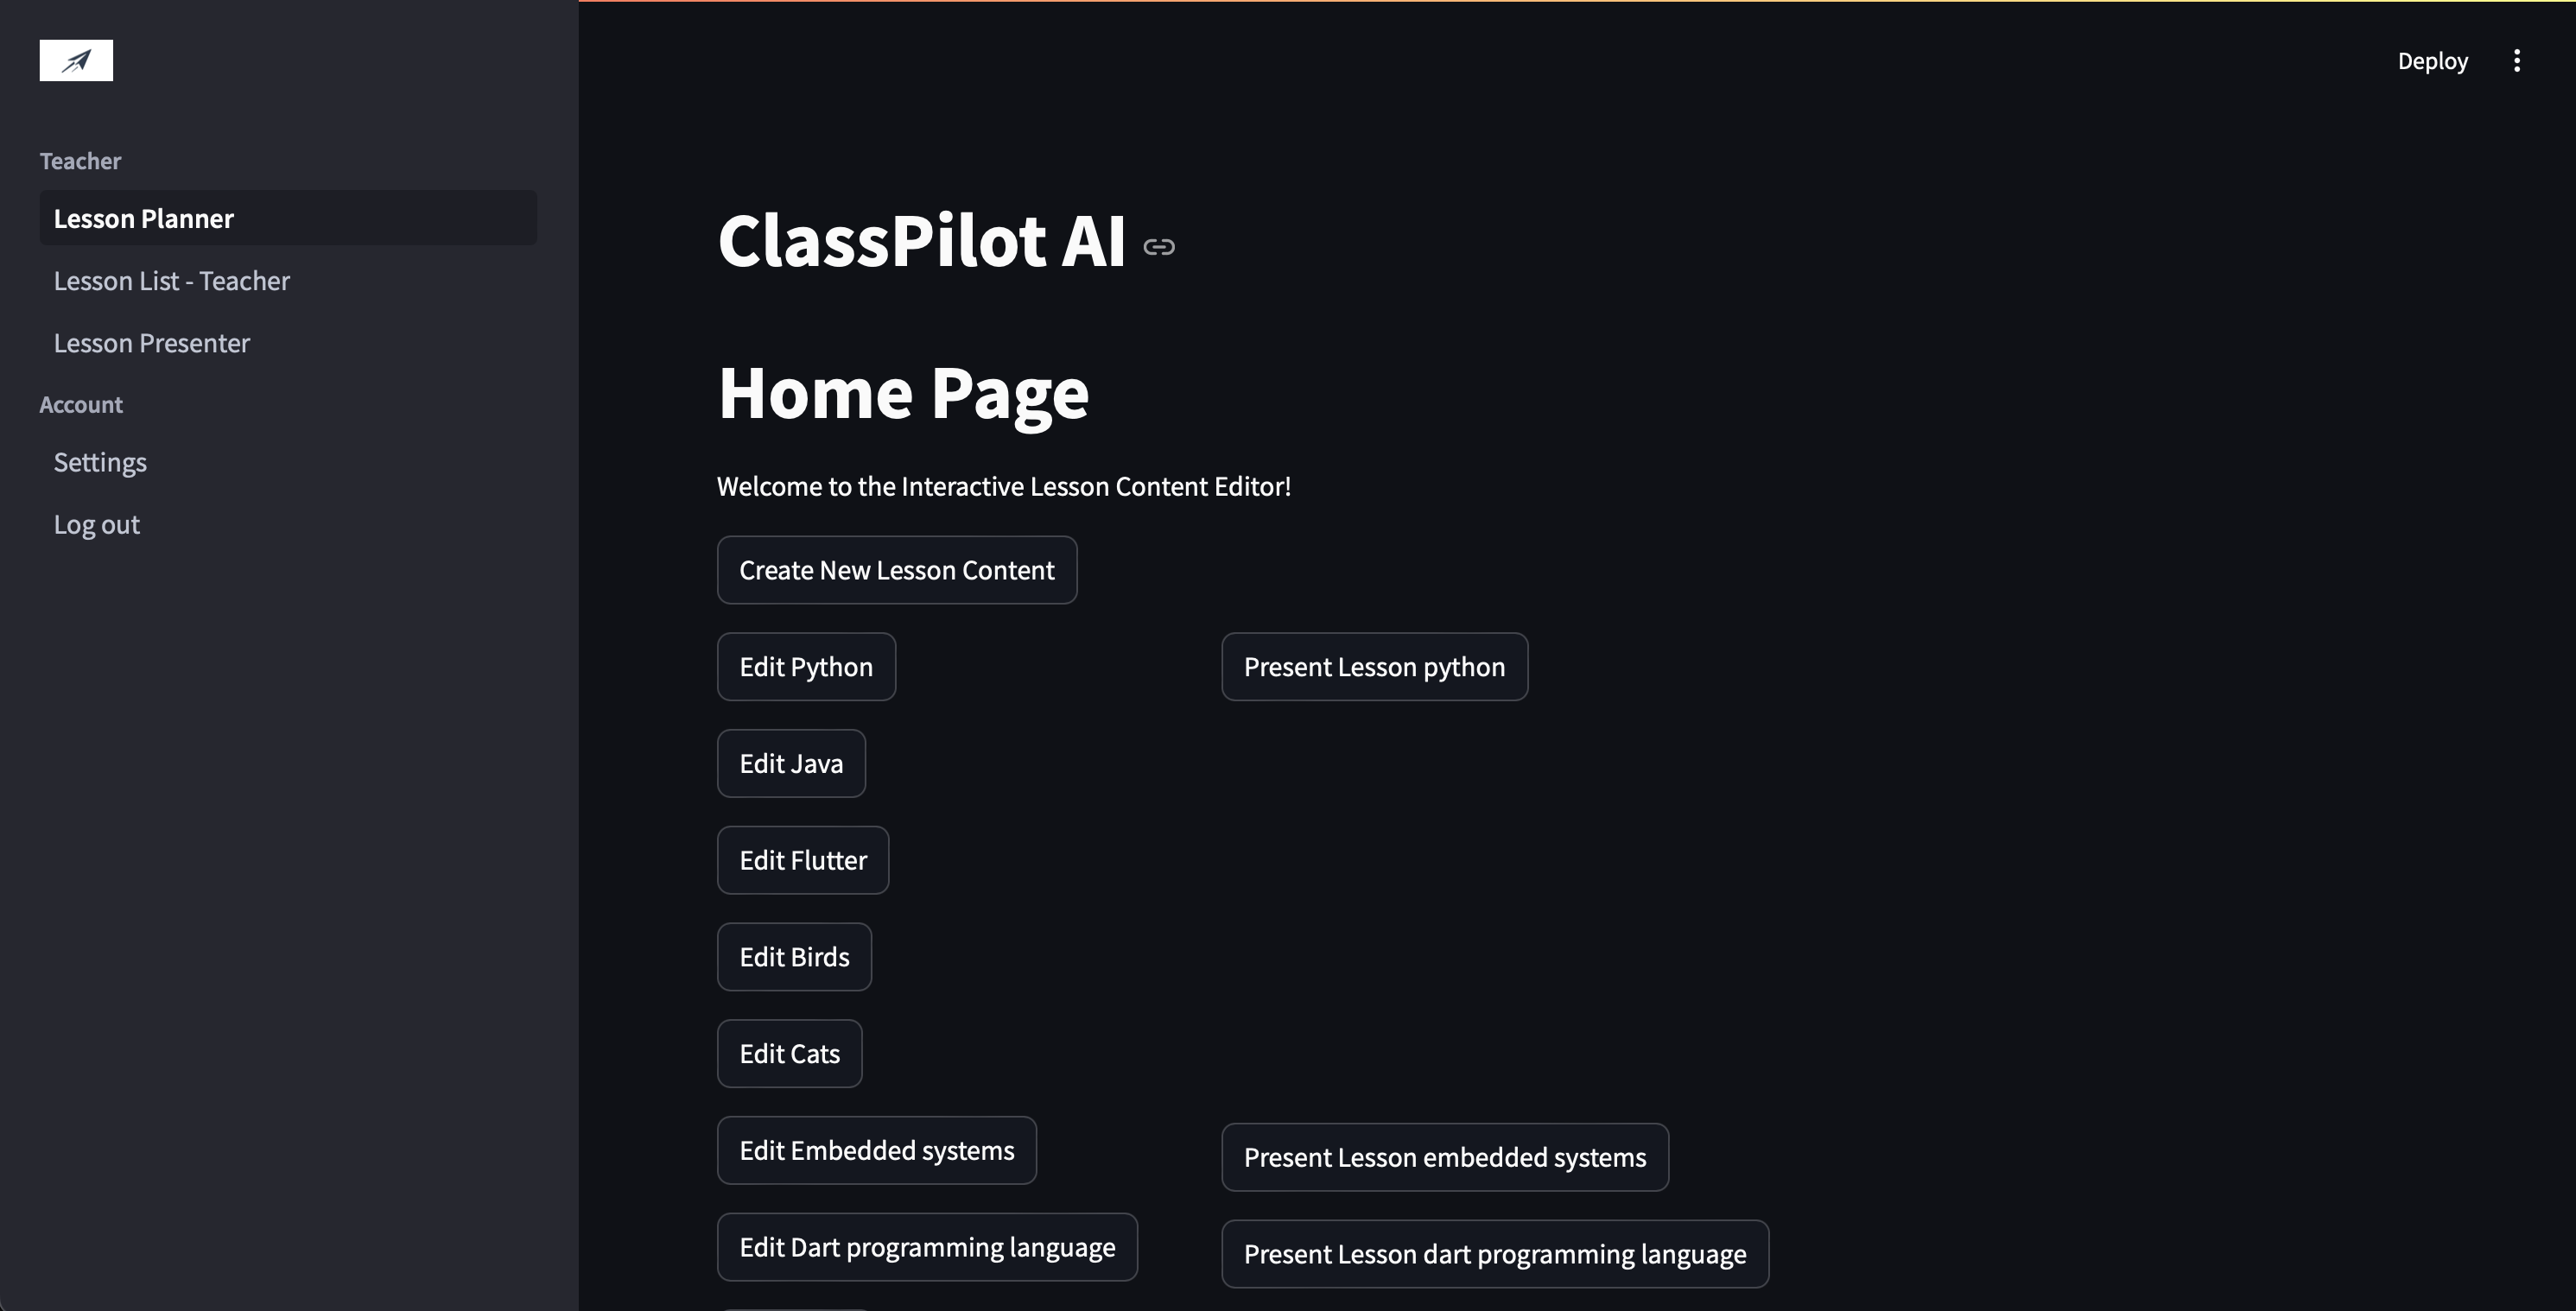 Deploy
Teacher
Lesson Planner
Lesson List - Teacher
Lesson Presenter
Account
Settings
Log out
ClassPilot AI
Home Page
Welcome to the Interactive Lesson Content Editor!
Create New Lesson Content
Edit Python
Present Lesson python
Edit Java
Edit Flutter
Edit Birds
Edit Cats
Edit Embedded systems
Present Lesson embedded systems
Edit Dart programming language
Present Lesson dart programming language